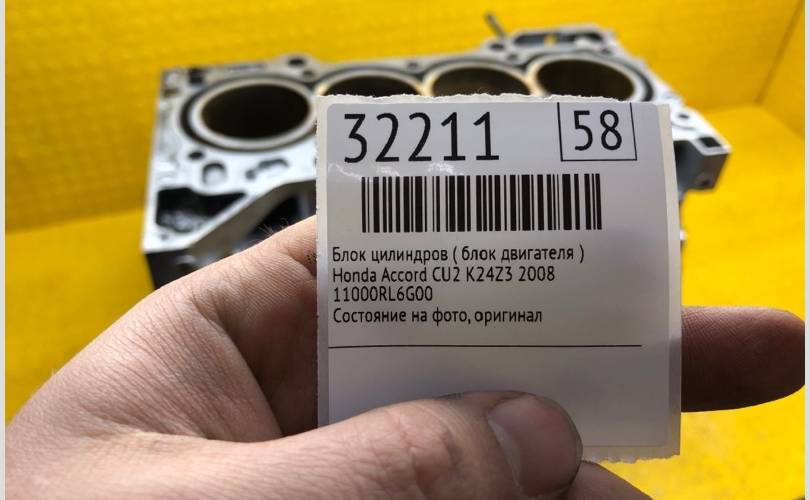 32211
58
Блок цилиндров ( блок двигателя )
Honda Accord CU2 K24Z3 2008
11000RL6G00
Состояние на фото, оригинал